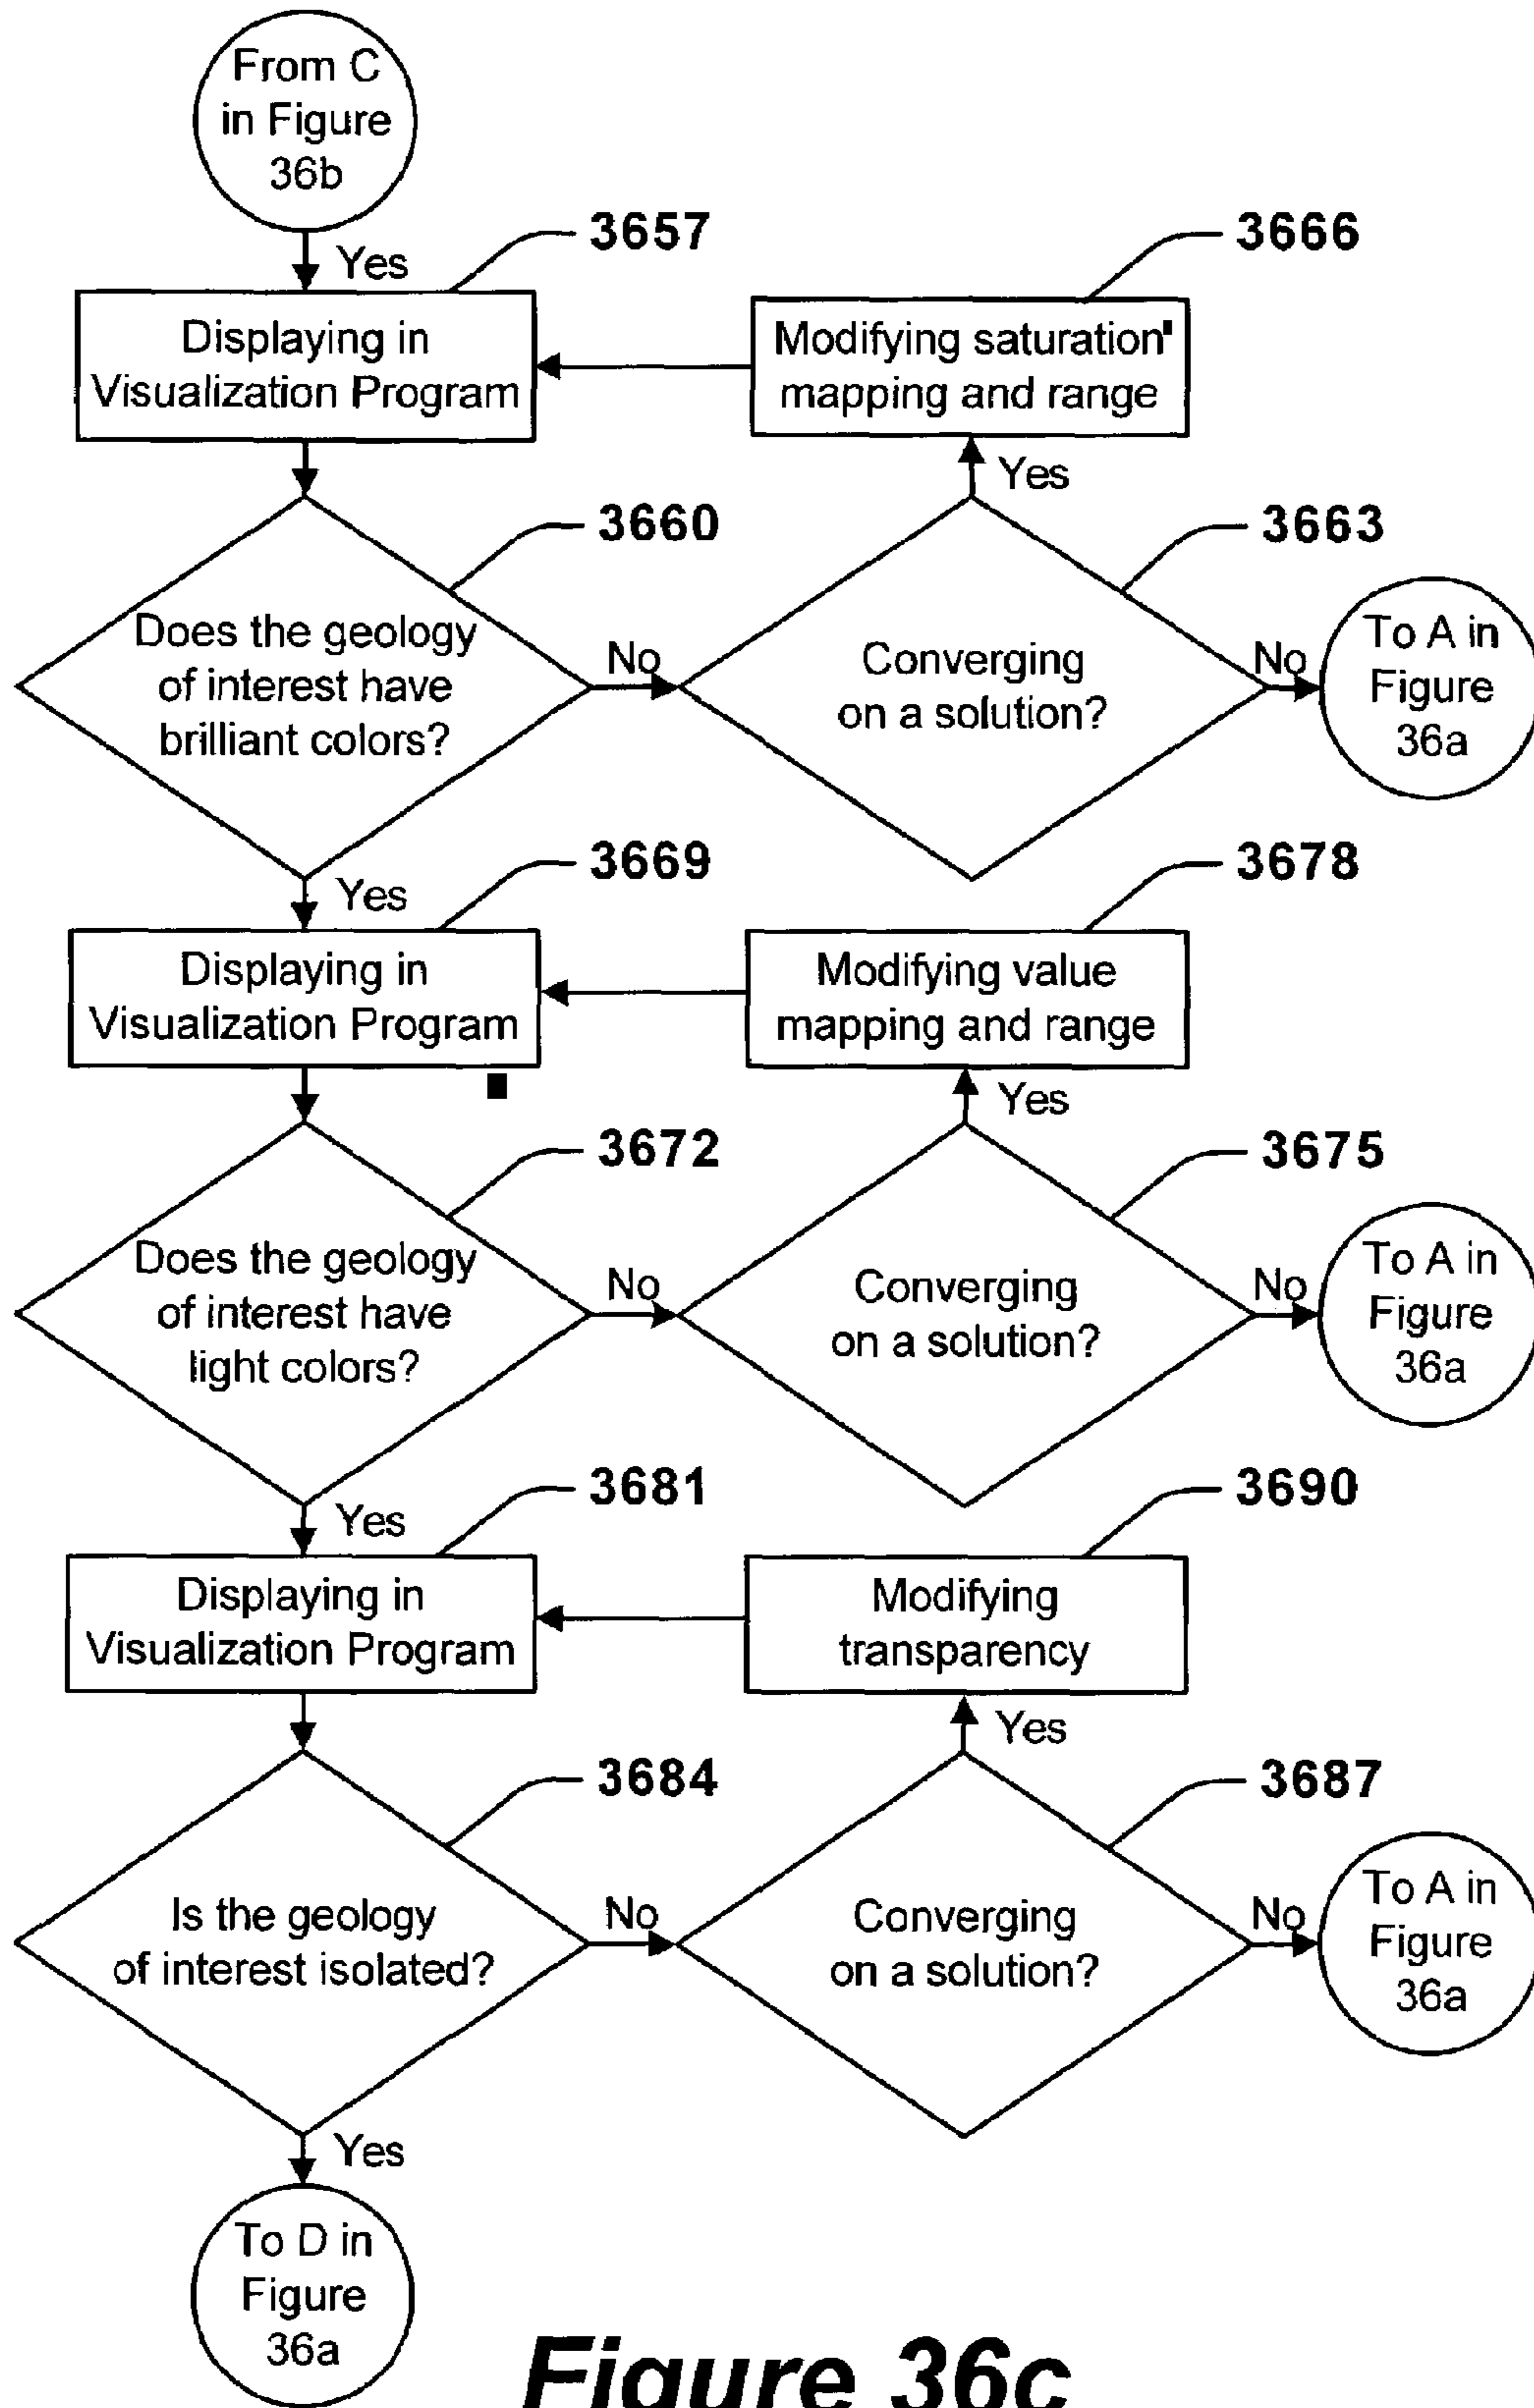 From C
in Figure
36b
Yes
3657
3666
Displaying in
Visualization Program
Modifying saturation
mapping and range
Yes
3660
3663
Does the geology
of interest have
brilliant colors?
No
Converging
on a solution?
No
To A in
Figure
36a
Yes
3669
3678
Displaying in
Visualization Program
Modifying value
mapping and range
Yes
3672
3675
Does the geology
of interest have
light colors?
No
Converging
on a solution?
No
To A in
Figure
36a
Yes
3681
3690
Displaying in
Visualization Program
Modifying
transparency
Yes
3684
3687
Is the geology
of interest isolated?
No
Converging
on a solution?
No
To A in
Figure
36a
Yes
To D in
Figure
36a
Figure 36c